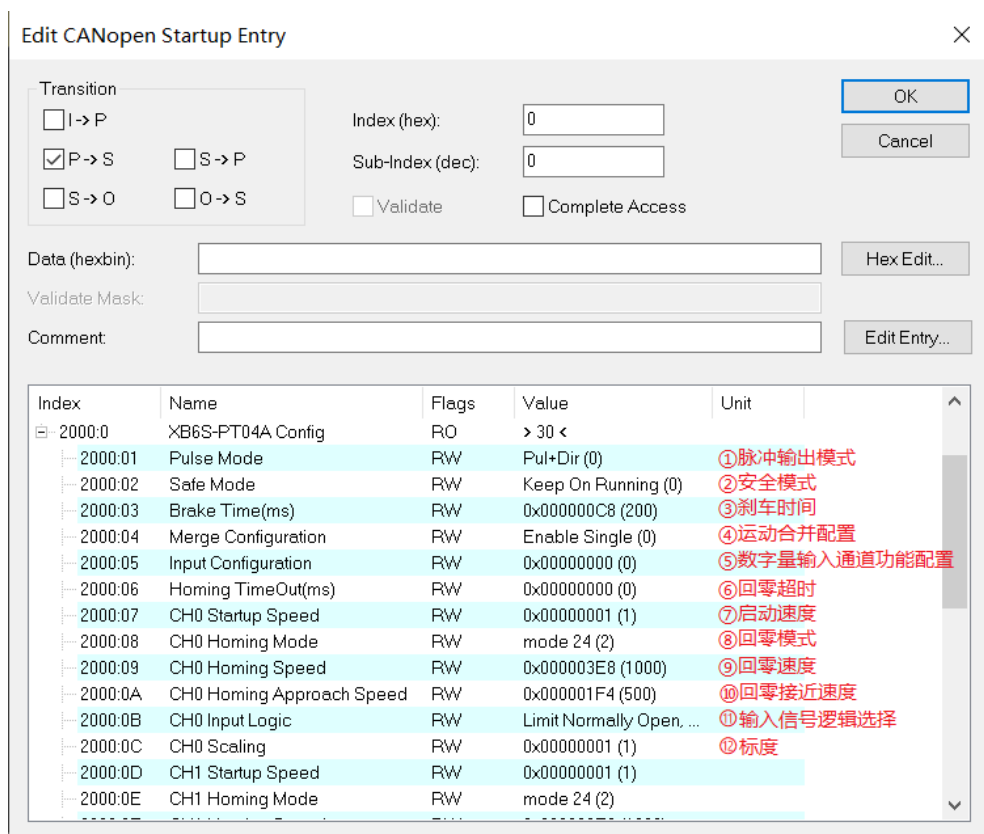 Edit CANopen Startup Entry
Transition
I -> P
P -> S
S -> P
S -> O
O -> S
Index (hex): 0
Sub-Index (dec): 0
Validate
Complete Access
OK
Cancel
Data (hexbin):
Hex Edit...
Validate Mask:
Comment:
Edit Entry...
Index Name Flags Value Unit
2000:0 XB6S-PT04A Config RO > 30 <
2000:01 Pulse Mode RW Pul+Dir (0) ①脉冲输出模式
2000:02 Safe Mode RW Keep On Running (0) ②安全模式
2000:03 Brake Time(ms) RW 0x000000C8 (200) ③刹车时间
2000:04 Merge Configuration RW Enable Single (0) ④运动合并配置
2000:05 Input Configuration RW 0x00000000 (0) ⑤数字量输入通道功能配置
2000:06 Homing TimeOut(ms) RW 0x00000000 (0) ⑥回零超时
2000:07 CH0 Startup Speed RW 0x00000001 (1) ⑦启动速度
2000:08 CH0 Homing Mode RW mode 24 (2) ⑧回零模式
2000:09 CH0 Homing Speed RW 0x000003E8 (1000) ⑨回零速度
2000:0A CH0 Homing Approach Speed RW 0x000001F4 (500) ⑩回零接近速度
2000:0B CH0 Input Logic RW Limit Normally Open, ... ⑪输入信号逻辑选择
2000:0C CH0 Scaling RW 0x00000001 (1) ⑫标度
2000:0D CH1 Startup Speed RW 0x00000001 (1)
2000:0E CH1 Homing Mode RW mode 24 (2)